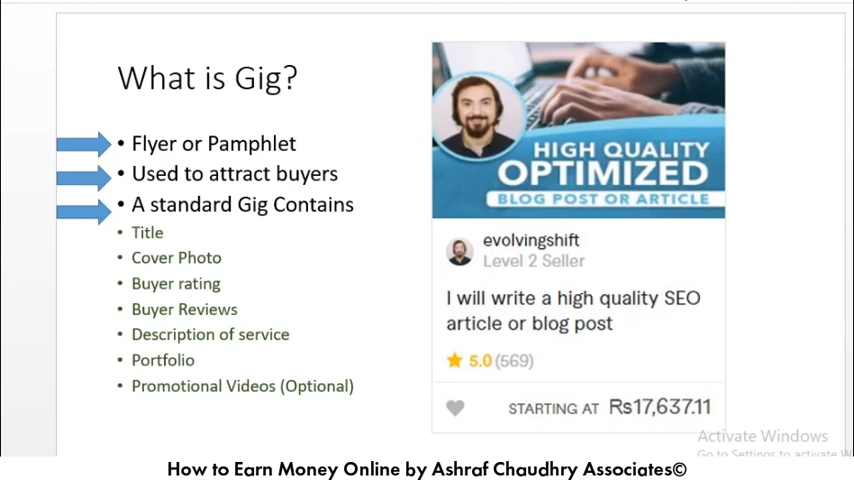 What is Gig?
• Flyer or Pamphlet
• Used to attract buyers
• A standard Gig Contains
• Title
• Cover Photo
• Buyer rating
• Buyer Reviews
• Description of service
• Portfolio
• Promotional Videos (Optional)
HIGH QUALITY
OPTIMIZED
BLOG POST OR ARTICLE
evolvingshift
Level 2 Seller
I will write a high quality SEO
article or blog post
5.0 (569)
STARTING AT Rs17,637.11
Activate Windows
Go to Settings to activate W
How to Earn Money Online by Ashraf Chaudhry Associates©